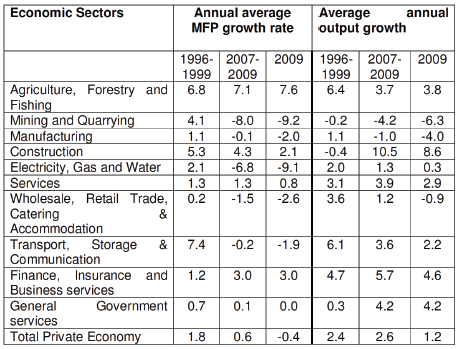 Economic Sectors Annual average Average annual
MFP growth rate output growth
1996- 2007- 2009 1996- 2007- 2009
1999 2009 1999 2009
Agriculture, Forestry and 6.8 7.1 7.6 6.4 3.7 3.8
Fishing
Mining and Quarrying 4.1 -8.0 -9.2 -0.2 -4.2 -6.3
Manufacturing 1.1 -0.1 -2.0 1.1 -1.0 -4.0
Construction 5.3 4.3 2.1 -0.4 10.5 8.6
Electricity, Gas and Water 2.1 -6.8 -9.1 2.0 1.3 0.3
Services 1.3 1.3 0.8 3.1 3.9 2.9
Wholesale, Retail Trade, 0.2 -1.5 -2.6 3.6 1.2 -0.9
Catering &
Accommodation
Transport, Storage & 7.4 -0.2 -1.9 6.1 3.6 2.2
Communication
Finance, Insurance and 1.2 3.0 3.0 4.7 5.7 4.6
Business services
General Government 0.7 0.1 0.0 0.3 4.2 4.2
services
Total Private Economy 1.8 0.6 -0.4 2.4 2.6 1.2